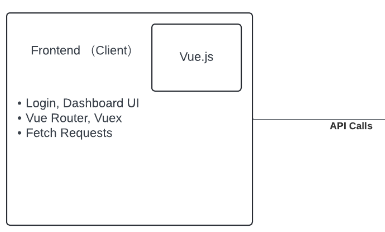 Frontend （Client）
Vue.js
• Login, Dashboard UI
• Vue Router, Vuex
• Fetch Requests
API Calls